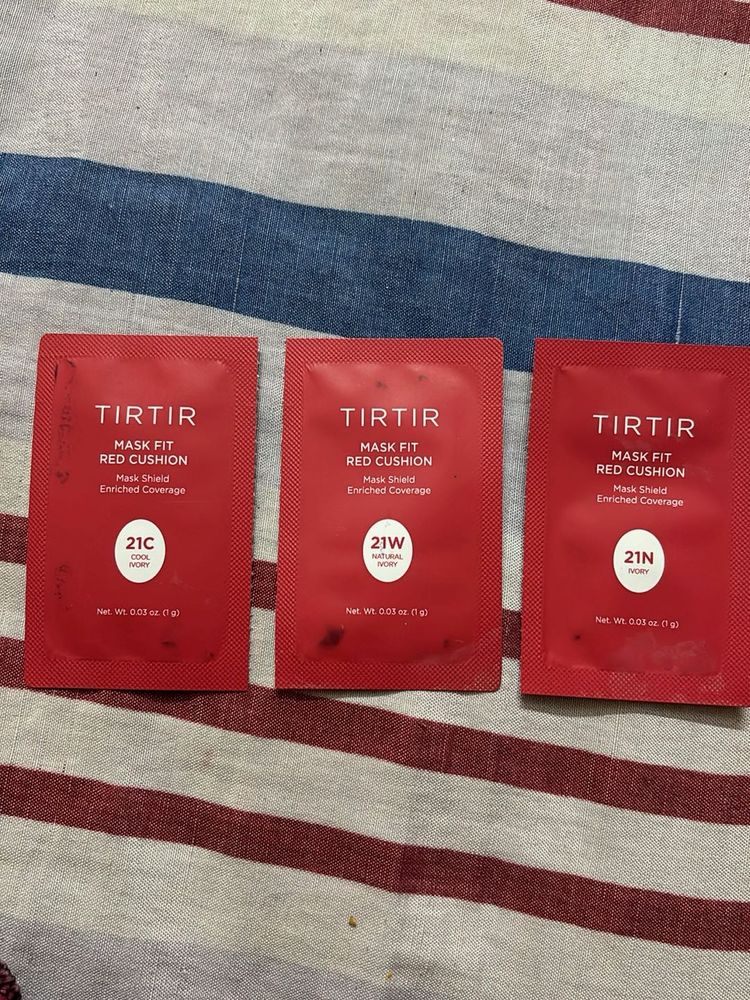 TIRTIR
MASK FIT
RED CUSHION
Mask Shield
Enriched Coverage
21C
COOL
IVORY
Net. Wt. 0.03 oz. (1 g)
TIRTIR
MASK FIT
RED CUSHION
Mask Shield
Enriched Coverage
21W
NATURAL
IVORY
Net. Wt. 0.03 oz. (1 g)
TIRTIR
MASK FIT
RED CUSHION
Mask Shield
Enriched Coverage
21N
IVORY
Net. Wt. 0.03 oz. (1 g)